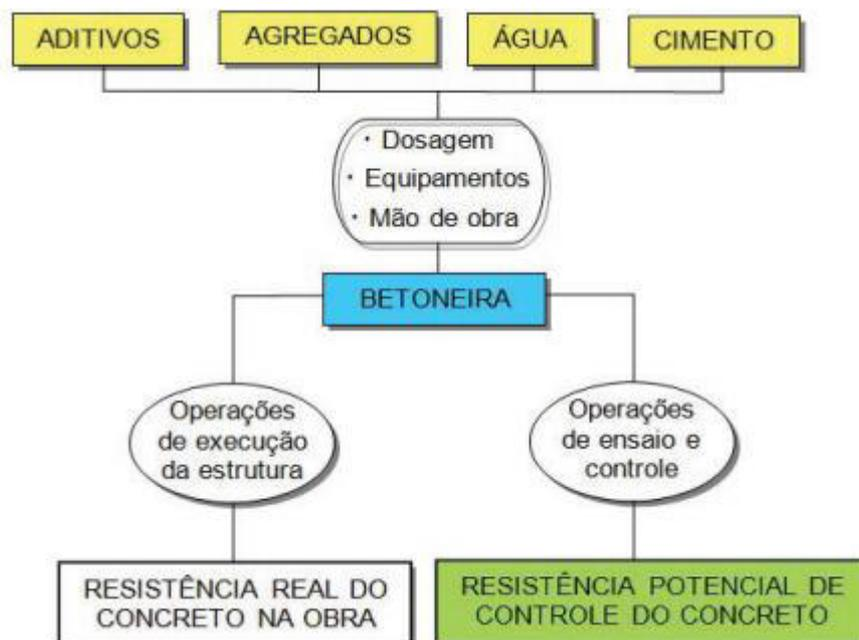 ADITIVOS
AGREGADOS
ÁGUA
CIMENTO
· Dosagem
· Equipamentos
· Mão de obra
BETONEIRA
Operações
de execução
da estrutura
Operações
de ensaio e
controle
RESISTÊNCIA REAL DO
CONCRETO NA OBRA
RESISTÊNCIA POTENCIAL DE
CONTROLE DO CONCRETO